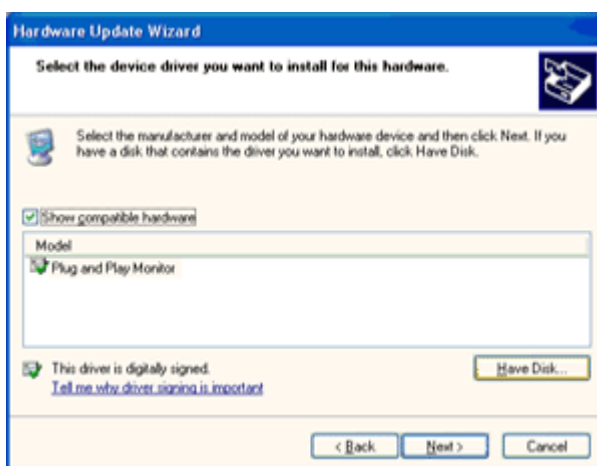 Hardware Update Wizard
Select the device driver you want to install for this hardware.
Select the manufacturer and model of your hardware device and then click Next. If you
have a disk that contains the driver you want to install, click Have Disk.
Show compatible hardware
Model
Plug and Play Monitor
This driver is digitally signed.
Have Disk...
Tell me why driver signing is important
< Back
Next >
Cancel